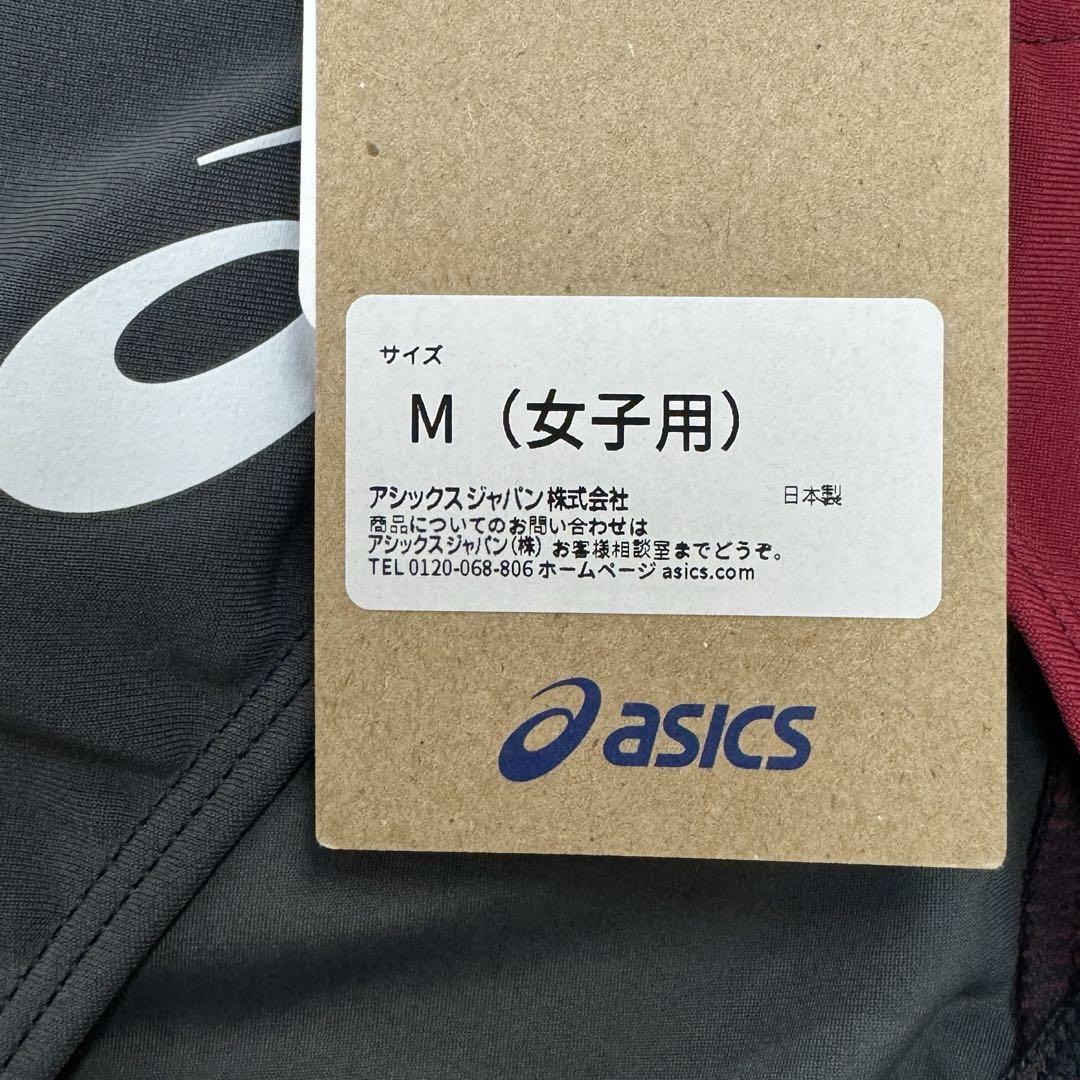 サイズ
M（女子用）
アシックスジャパン株式会社 日本製
商品についてのお問い合わせは
アシックスジャパン（株）お客様相談室までどうぞ。
TEL 0120-068-806 ホームページ asics.com
asics